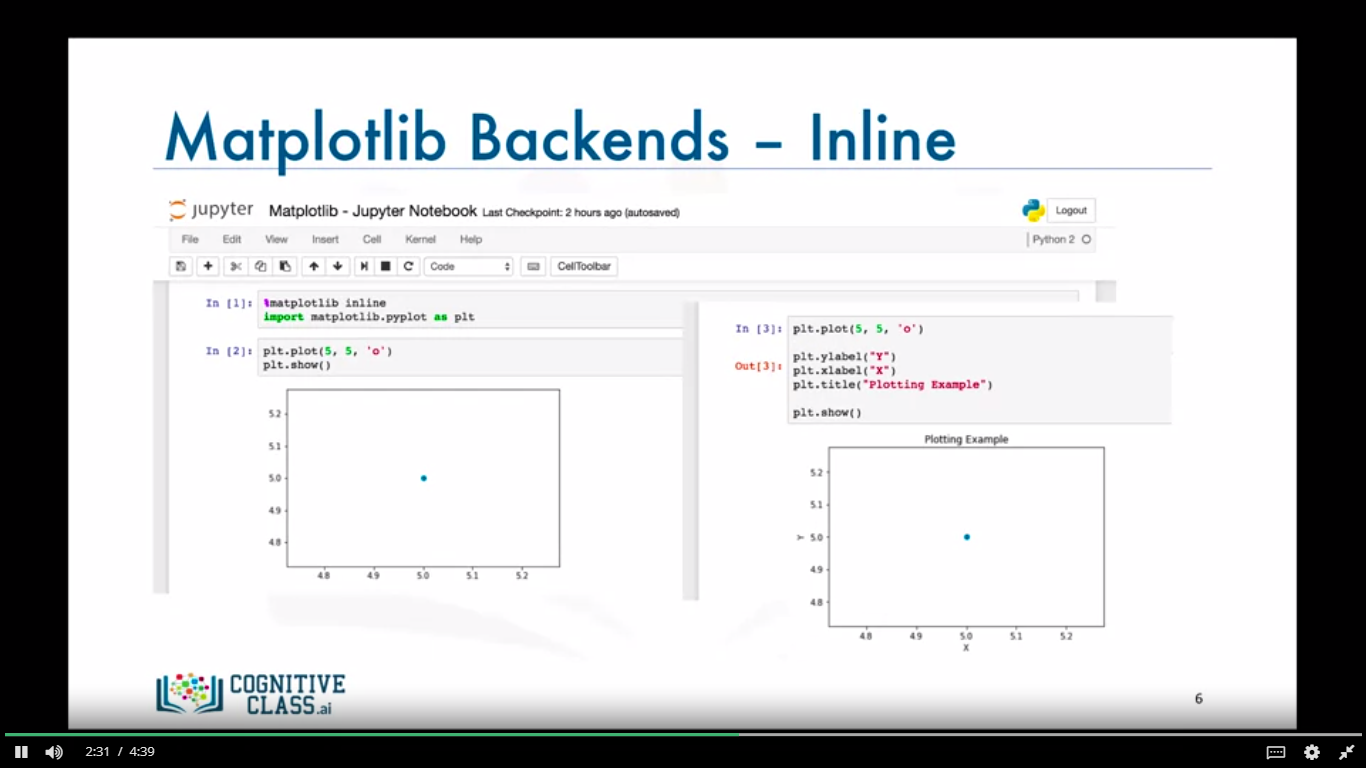 Matplotlib Backends – Inline
jupyter Matplotlib - Jupyter Notebook Last Checkpoint: 2 hours ago (autosaved) Logout
File Edit View Insert Cell Kernel Help Python 2
Code CellToolbar
In [1]: %matplotlib inline
import matplotlib.pyplot as plt
In [2]: plt.plot(5, 5, 'o')
plt.show()
5.2
5.1
5.0
4.9
4.8
4.8 4.9 5.0 5.1 5.2
In [3]: plt.plot(5, 5, 'o')
plt.ylabel("Y")
Out[3]: plt.xlabel("X")
plt.title("Plotting Example")
plt.show()
Plotting Example
5.2
5.1
Y 5.0
4.9
4.8
4.8 4.9 5.0 5.1 5.2
X
COGNITIVE
CLASS.ai
6
2:31 / 4:39